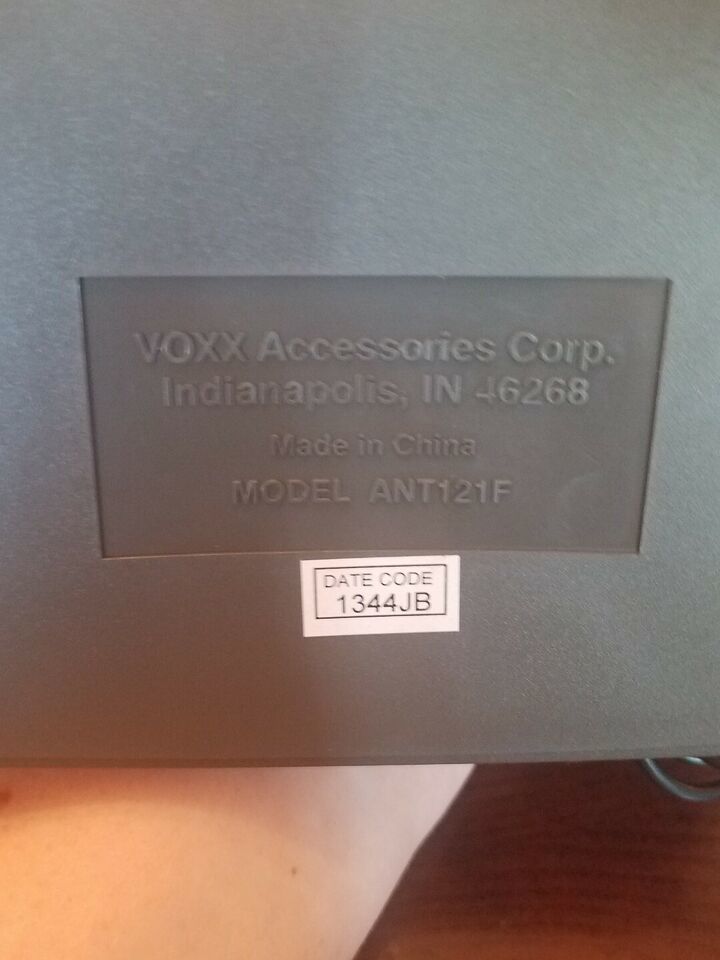 VOXX Accessories Corp.
Indianapolis, IN 46268
Made in China
MODEL ANT121F
DATE CODE
1344JB